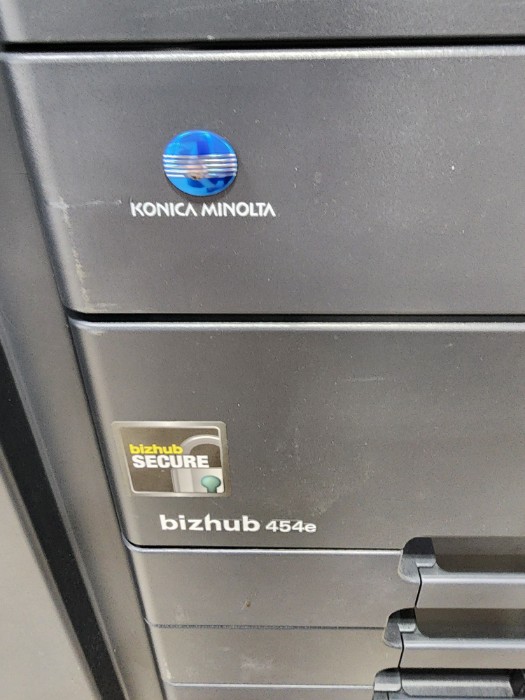 KONICA MINOLTA
bizhub
SECURE
bizhub 454e